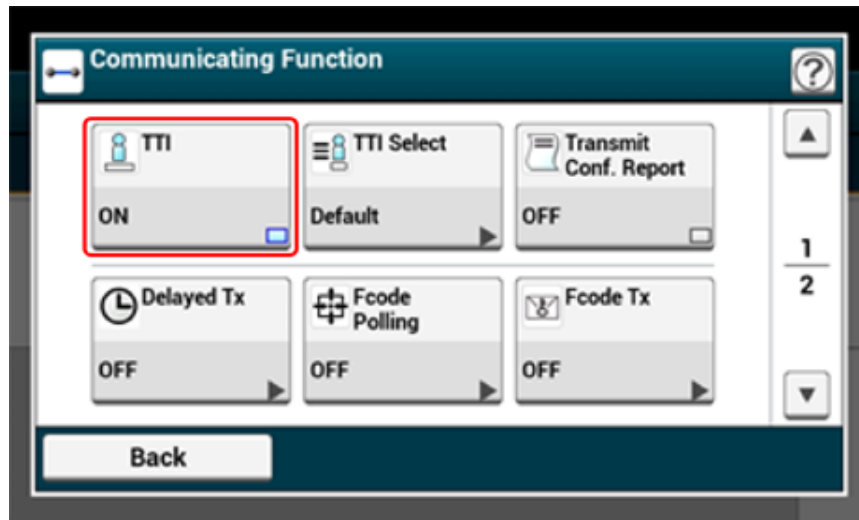 Communicating Function
?
TTI
ON
TTI Select
Default
Transmit
Conf. Report
OFF
1
2
Delayed Tx
OFF
Fcode
Polling
OFF
Fcode Tx
OFF
Back